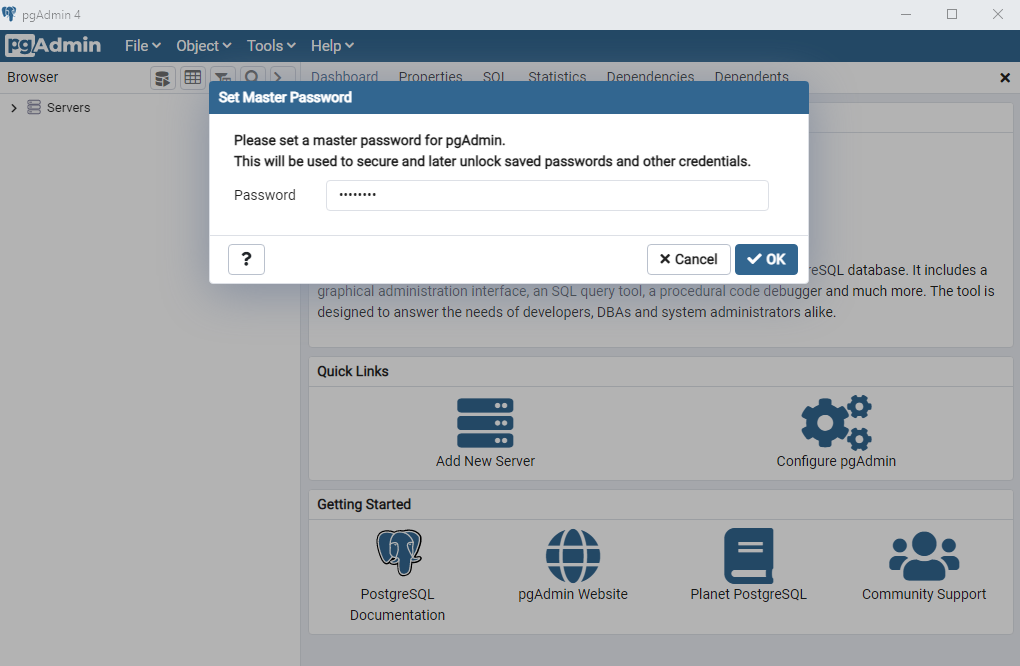 pgAdmin 4
pgAdmin File Object Tools Help
Browser
Dashboard Properties SQL Statistics Dependencies Dependents
Servers
Set Master Password
Please set a master password for pgAdmin.
This will be used to secure and later unlock saved passwords and other credentials.
Password ••••••••
? Cancel OK
reSQL database. It includes a
graphical administration interface, an SQL query tool, a procedural code debugger and much more. The tool is
designed to answer the needs of developers, DBAs and system administrators alike.
Quick Links
Add New Server
Configure pgAdmin
Getting Started
PostgreSQL
Documentation
pgAdmin Website
Planet PostgreSQL
Community Support